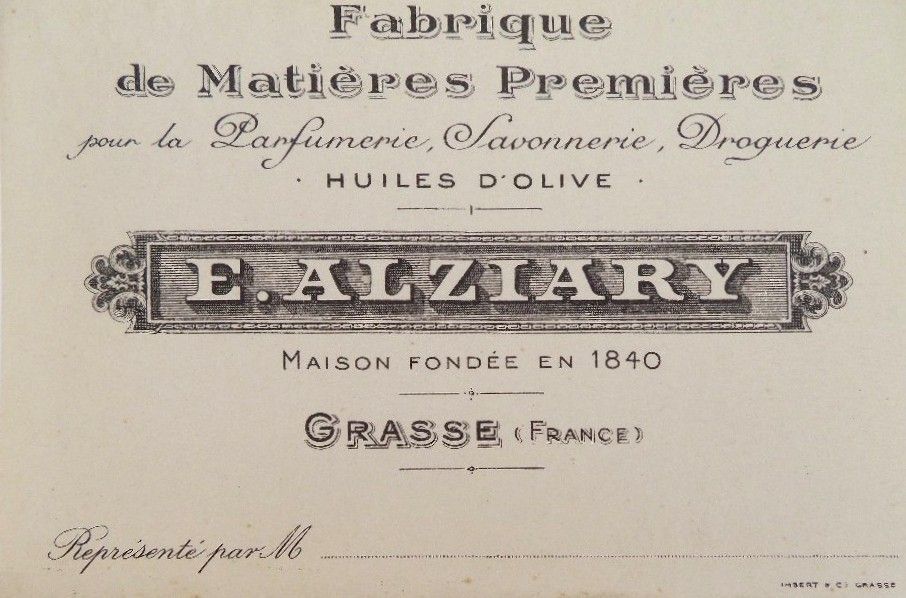 Fabrique
de Matières Premières
pour la Parfumerie, Savonnerie, Droguerie
· HUILES D'OLIVE ·
E. ALZIARY
MAISON FONDÉE EN 1840
GRASSE (FRANCE)
Représenté par M
IMBERT & Cie GRASSE